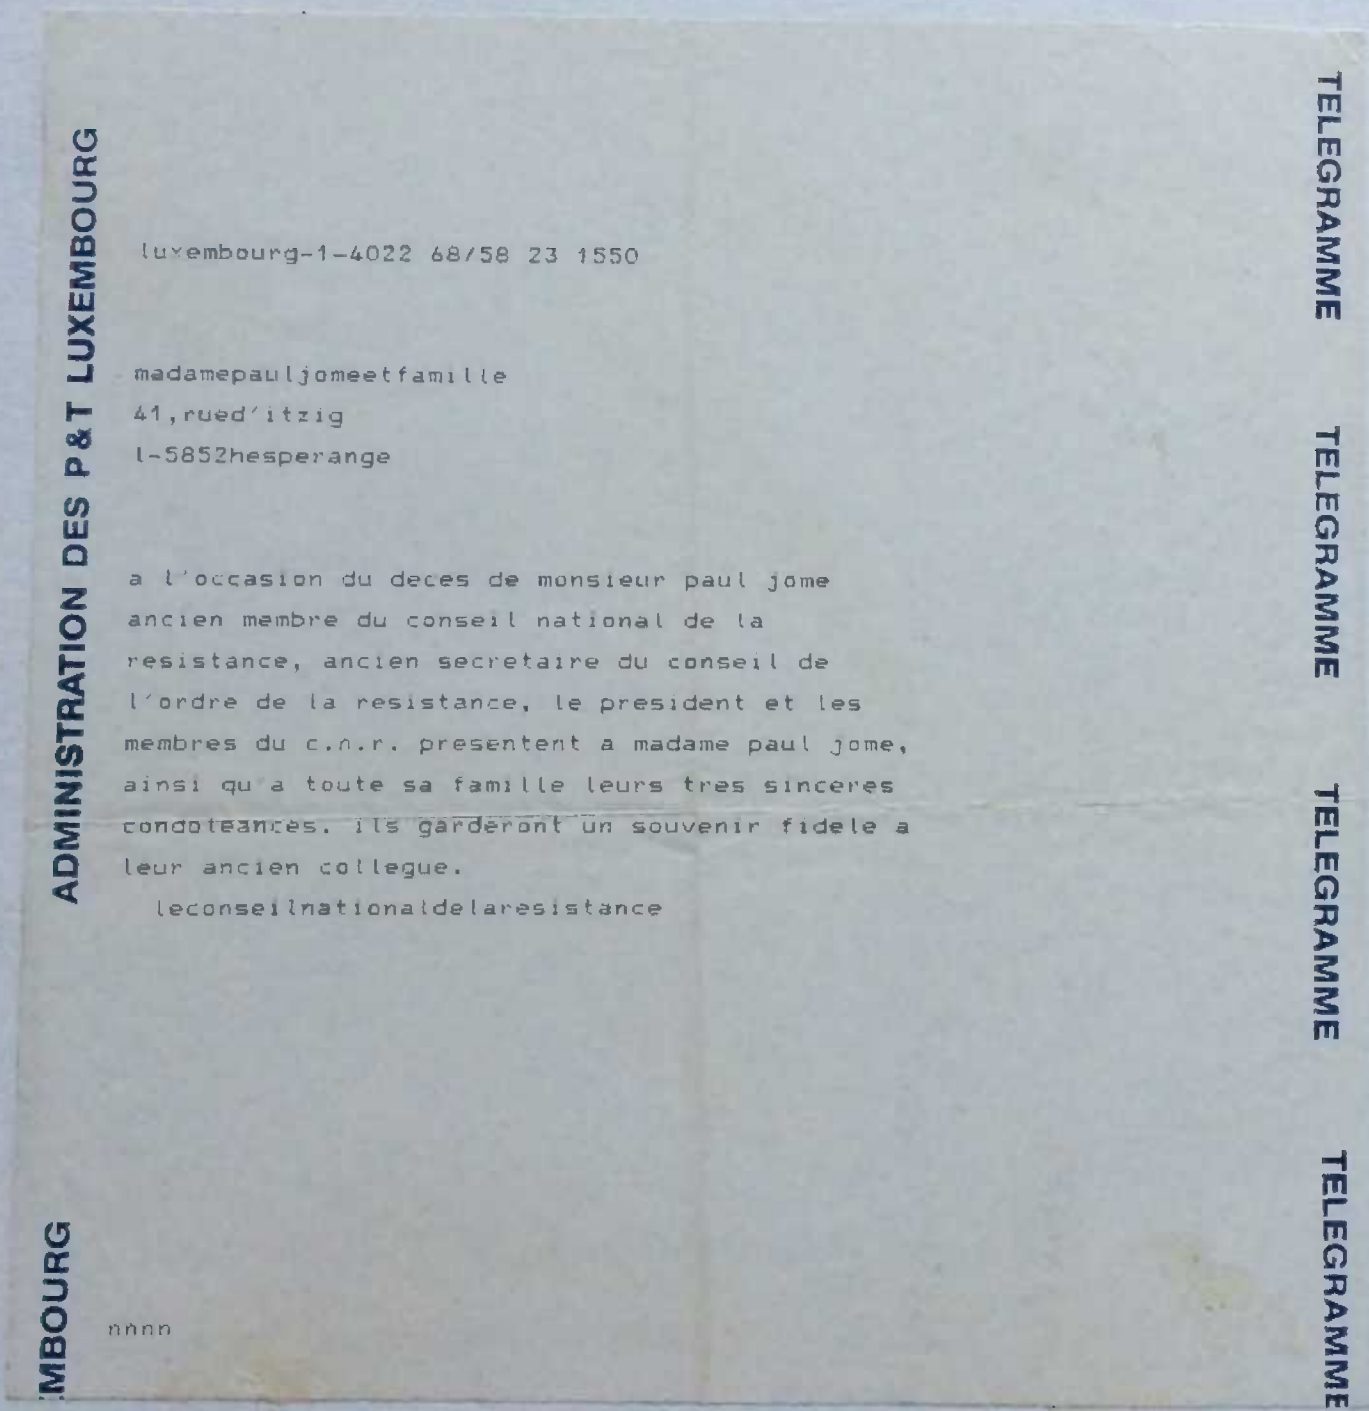 ADMINISTRATION DES P&T LUXEMBOURG
MBOURG
luxembourg-1-4022 68/58 23 1550
madamepauljomeetfamille
41,rued'itzig
l-5852hesperange
a l'occasion du deces de monsieur paul jome
ancien membre du conseil national de la
resistance, ancien secretaire du conseil de
l'ordre de la resistance, le president et les
membres du c.n.r. presentent a madame paul jome,
ainsi qu'a toute sa famille leurs tres sinceres
condoleances. ils garderont un souvenir fidele a
leur ancien collegue.
leconseilnationaldelaresistance
nnnn
TELEGRAMME
TELEGRAMME
TELEGRAMME
TELEGRAMME